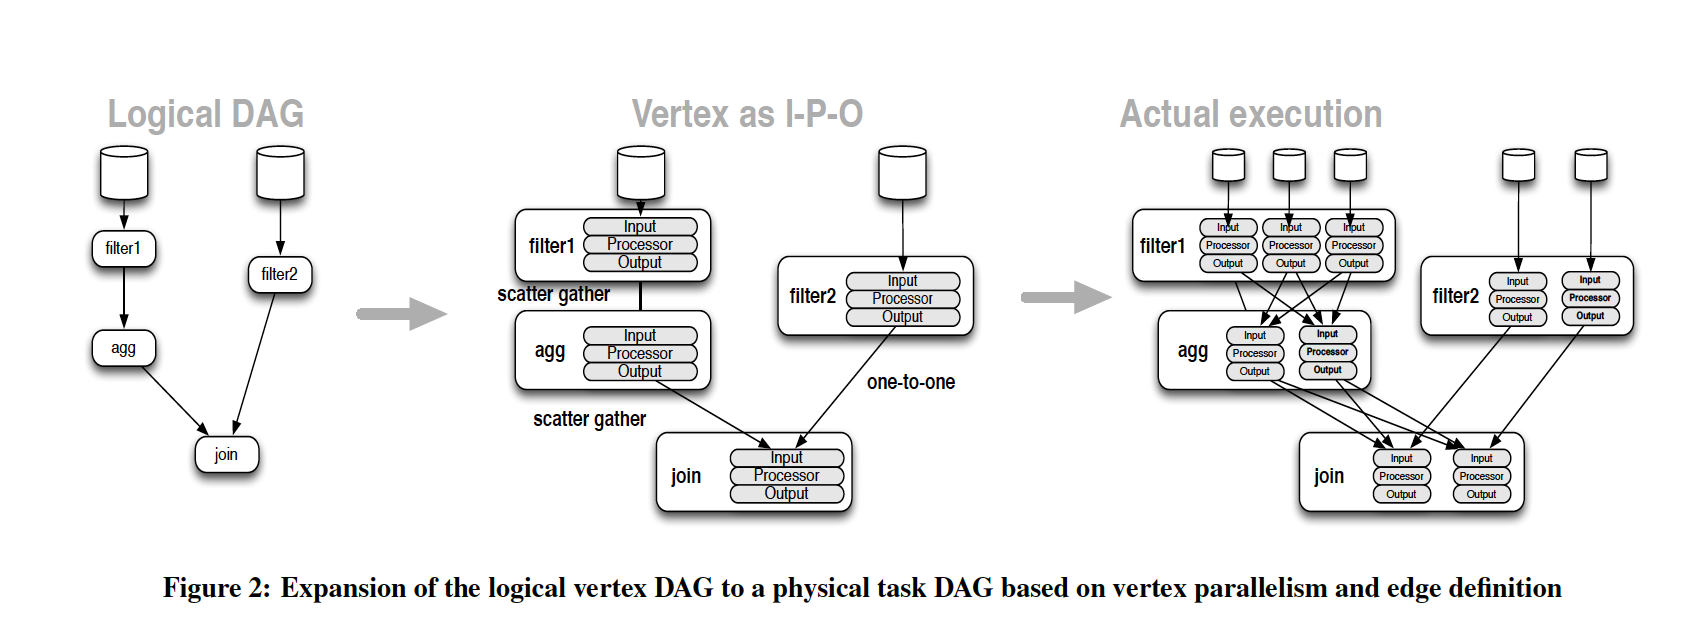 Logical DAG
filter1
filter2
agg
join
Vertex as I-P-O
filter1
Input
Processor
Output
scatter gather
filter2
Input
Processor
Output
agg
Input
Processor
Output
one-to-one
scatter gather
join
Input
Processor
Output
Actual execution
filter1
Input Input Input
Processor Processor Processor
Output Output Output
filter2
Input Input
Processor Processor
Output Output
agg
Input Input
Processor Processor
Output Output
join
Input Input
Processor Processor
Output Output
Figure 2: Expansion of the logical vertex DAG to a physical task DAG based on vertex parallelism and edge definition